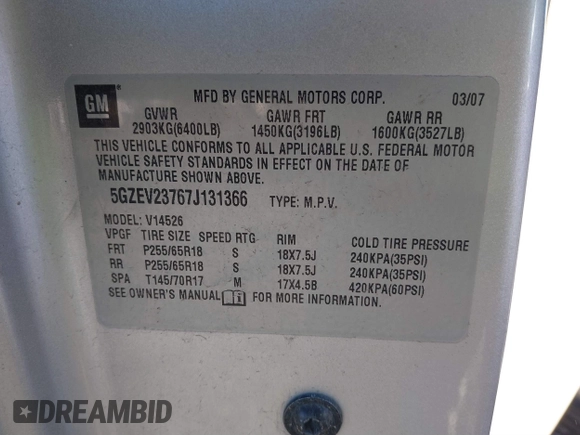 GM
MFD BY GENERAL MOTORS CORP. 03/07
GVWR GAWR FRT GAWR RR
2903KG(6400LB) 1450KG(3196LB) 1600KG(3527LB)
THIS VEHICLE CONFORMS TO ALL APPLICABLE U.S. FEDERAL MOTOR
VEHICLE SAFETY STANDARDS IN EFFECT ON THE DATE OF
MANUFACTURE SHOWN ABOVE.
5GZEV23767J131366 TYPE: M.P.V.
MODEL: V14526
VPGF TIRE SIZE SPEED RTG RIM COLD TIRE PRESSURE
FRT P255/65R18 S 18X7.5J 240KPA(35PSI)
RR P255/65R18 S 18X7.5J 240KPA(35PSI)
SPA T145/70R17 M 17X4.5B 420KPA(60PSI)
SEE OWNER'S MANUAL FOR MORE INFORMATION.
DREAMBID